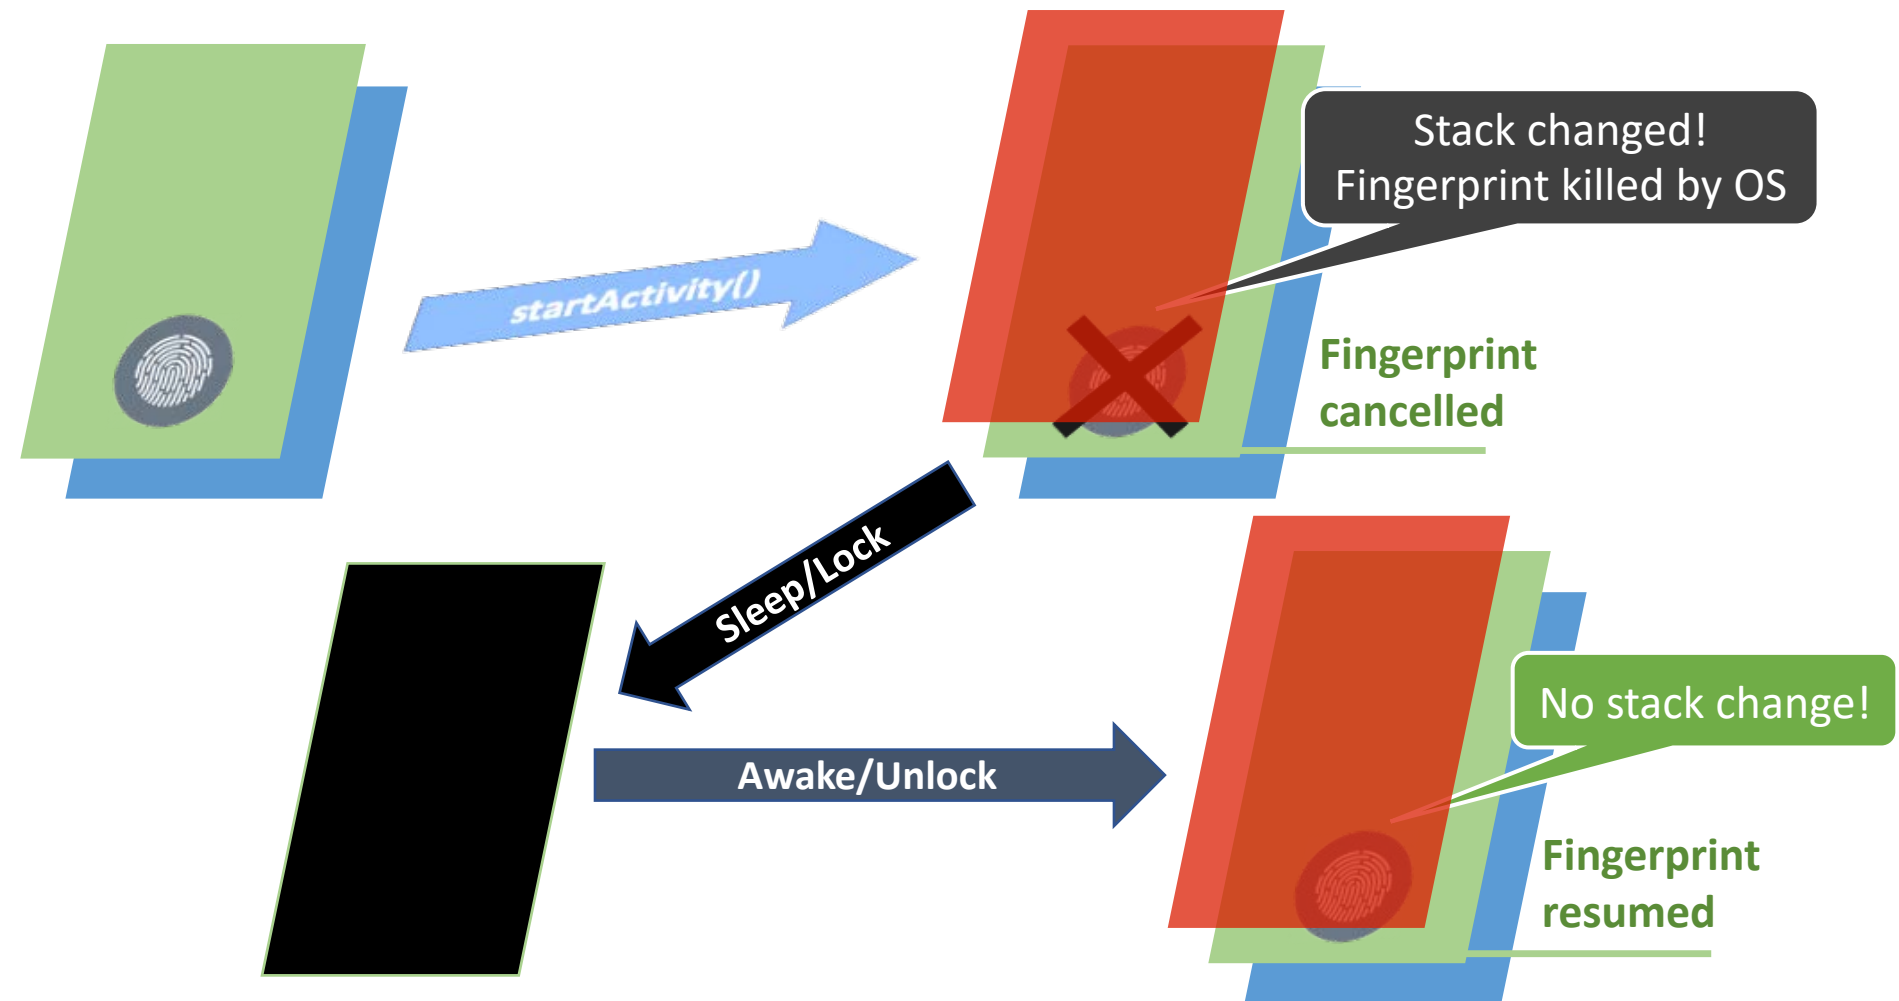 Stack changed!
Fingerprint killed by OS
startActivity()
Fingerprint
cancelled
Sleep/Lock
No stack change!
Awake/Unlock
Fingerprint
resumed